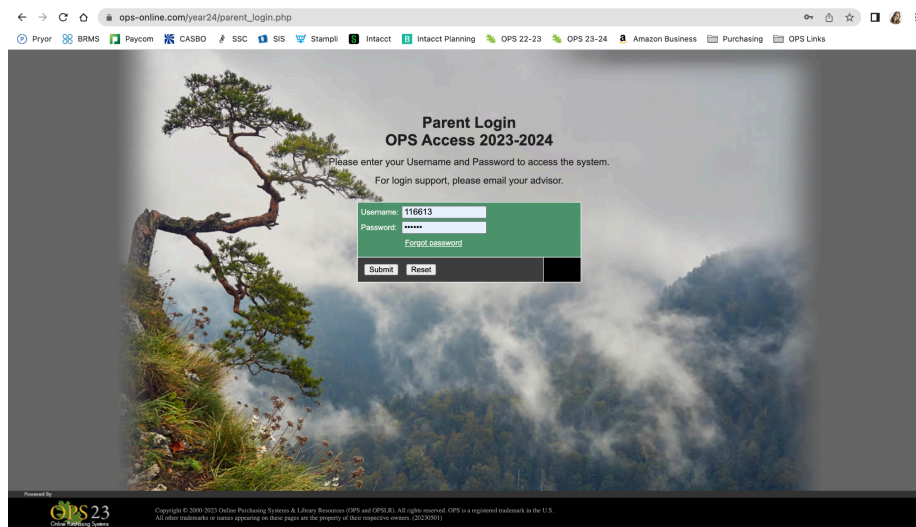 ops-online.com/year24/parent_login.php
Pryor BRMS Paycom CASBO SSC SIS Stampli Intacct Intacct Planning OPS 22-23 OPS 23-24 Amazon Business Purchasing OPS Links
Parent Login
OPS Access 2023-2024
Please enter your Username and Password to access the system.
For login support, please email your advisor.
Username: 116613
Password: ••••••
Forgot password
Submit Reset
Powered By
OPS 23
Online Purchasing Systems
Copyright © 2000-2023 Online Purchasing Systems & Library Resources (OPS and OPSLR). All rights reserved. OPS is a registered trademark in the U.S.
All other trademarks or names appearing on these pages are the property of their respective owners. (20230501)